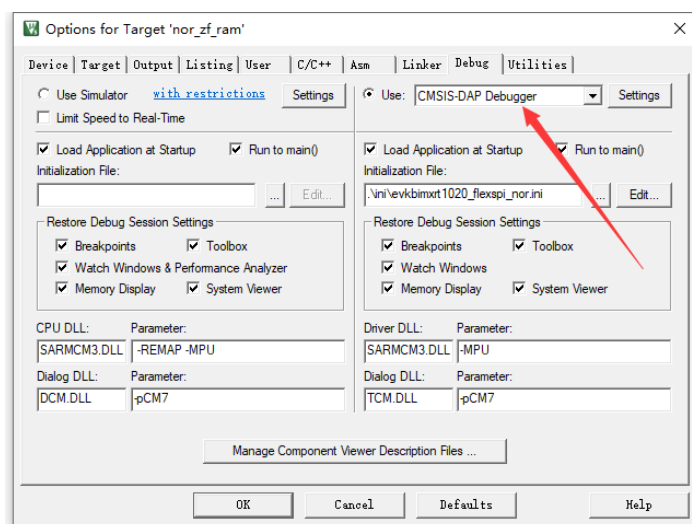 Options for Target 'nor_zf_ram'
Device Target Output Listing User C/C++ Asm Linker Debug Utilities
Use Simulator with restrictions Settings Use: CMSIS-DAP Debugger Settings
Limit Speed to Real-Time
Load Application at Startup Run to main() Load Application at Startup Run to main()
Initialization File: Initialization File:
... Edit... .\ini\evkbimxrt1020_flexspi_nor.ini ... Edit...
Restore Debug Session Settings Restore Debug Session Settings
Breakpoints Toolbox Breakpoints Toolbox
Watch Windows & Performance Analyzer Watch Windows
Memory Display System Viewer Memory Display System Viewer
CPU DLL: Parameter: Driver DLL: Parameter:
SARMCM3.DLL -REMAP -MPU SARMCM3.DLL -MPU
Dialog DLL: Parameter: Dialog DLL: Parameter:
DCM.DLL -pCM7 TCM.DLL -pCM7
Manage Component Viewer Description Files ...
OK Cancel Defaults Help